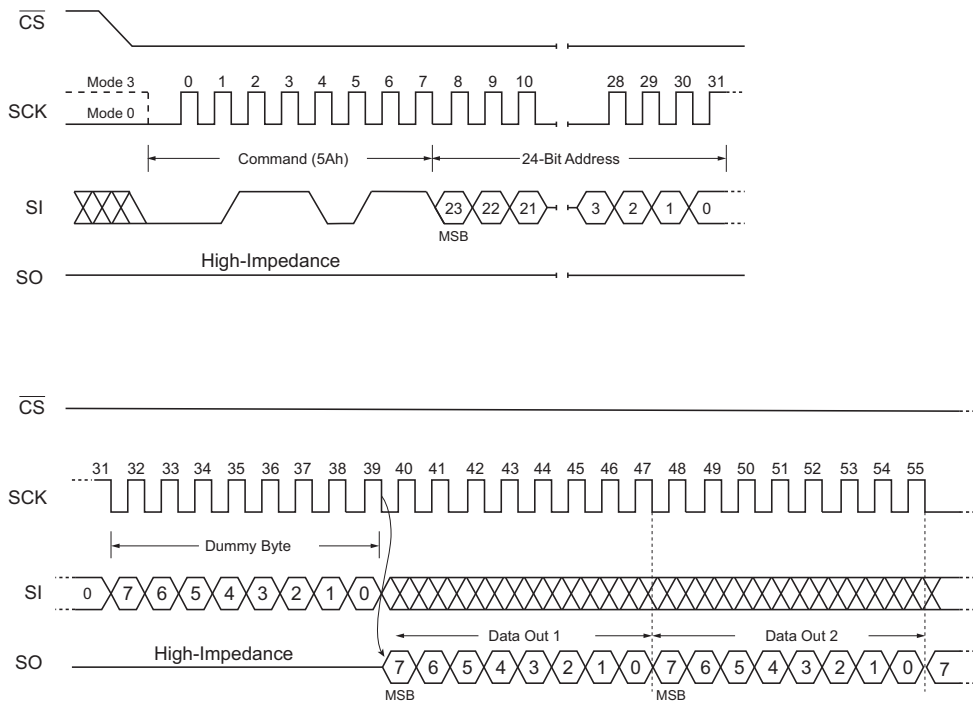 CS
Mode 3
0 1 2 3 4 5 6 7 8 9 10 28 29 30 31
SCK
Mode 0
Command (5Ah) 24-Bit Address
SI 23 22 21 3 2 1 0
MSB
High-Impedance
SO
CS
31 32 33 34 35 36 37 38 39 40 41 42 43 44 45 46 47 48 49 50 51 52 53 54 55
SCK
Dummy Byte
SI 0 7 6 5 4 3 2 1 0
Data Out 1 Data Out 2
High-Impedance
SO 7 6 5 4 3 2 1 0 7 6 5 4 3 2 1 0 7
MSB MSB